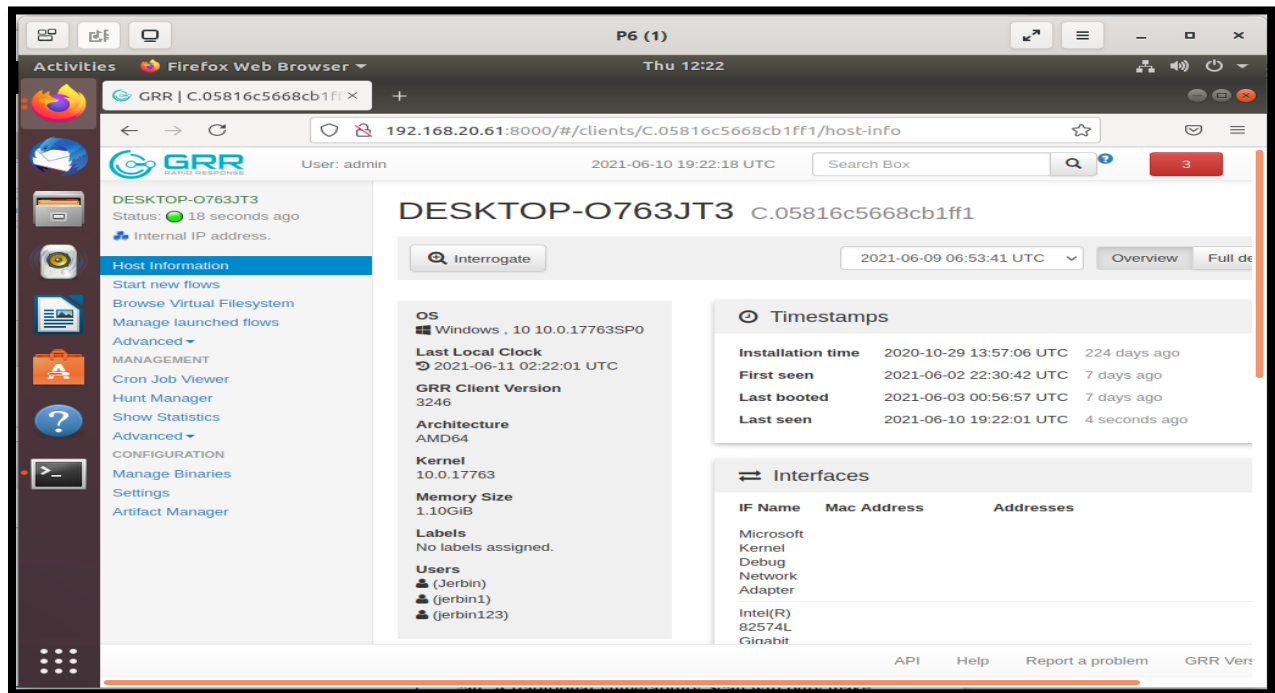 P6 (1)
Activities Firefox Web Browser Thu 12:22
GRR | C.05816c5668cb1ff
192.168.20.61:8000/#/clients/C.05816c5668cb1ff1/host-info
GRR
RAPID RESPONSE
User: admin 2021-06-10 19:22:18 UTC Search Box 3
DESKTOP-O763JT3
Status: 18 seconds ago
Internal IP address.
Host Information
Start new flows
Browse Virtual Filesystem
Manage launched flows
Advanced
MANAGEMENT
Cron Job Viewer
Hunt Manager
Show Statistics
Advanced
CONFIGURATION
Manage Binaries
Settings
Artifact Manager
DESKTOP-O763JT3 C.05816c5668cb1ff1
Interrogate 2021-06-09 06:53:41 UTC Overview Full de
OS
Windows , 10 10.0.17763SP0
Last Local Clock
2021-06-11 02:22:01 UTC
GRR Client Version
3246
Architecture
AMD64
Kernel
10.0.17763
Memory Size
1.10GiB
Labels
No labels assigned.
Users
(Jerbin)
(jerbin1)
(jerbin123)
Timestamps
Installation time 2020-10-29 13:57:06 UTC 224 days ago
First seen 2021-06-02 22:30:42 UTC 7 days ago
Last booted 2021-06-03 00:56:57 UTC 7 days ago
Last seen 2021-06-10 19:22:01 UTC 4 seconds ago
Interfaces
IF Name Mac Address Addresses
Microsoft
Kernel
Debug
Network
Adapter
Intel(R)
82574L
Gigabit
API Help Report a problem GRR Vers